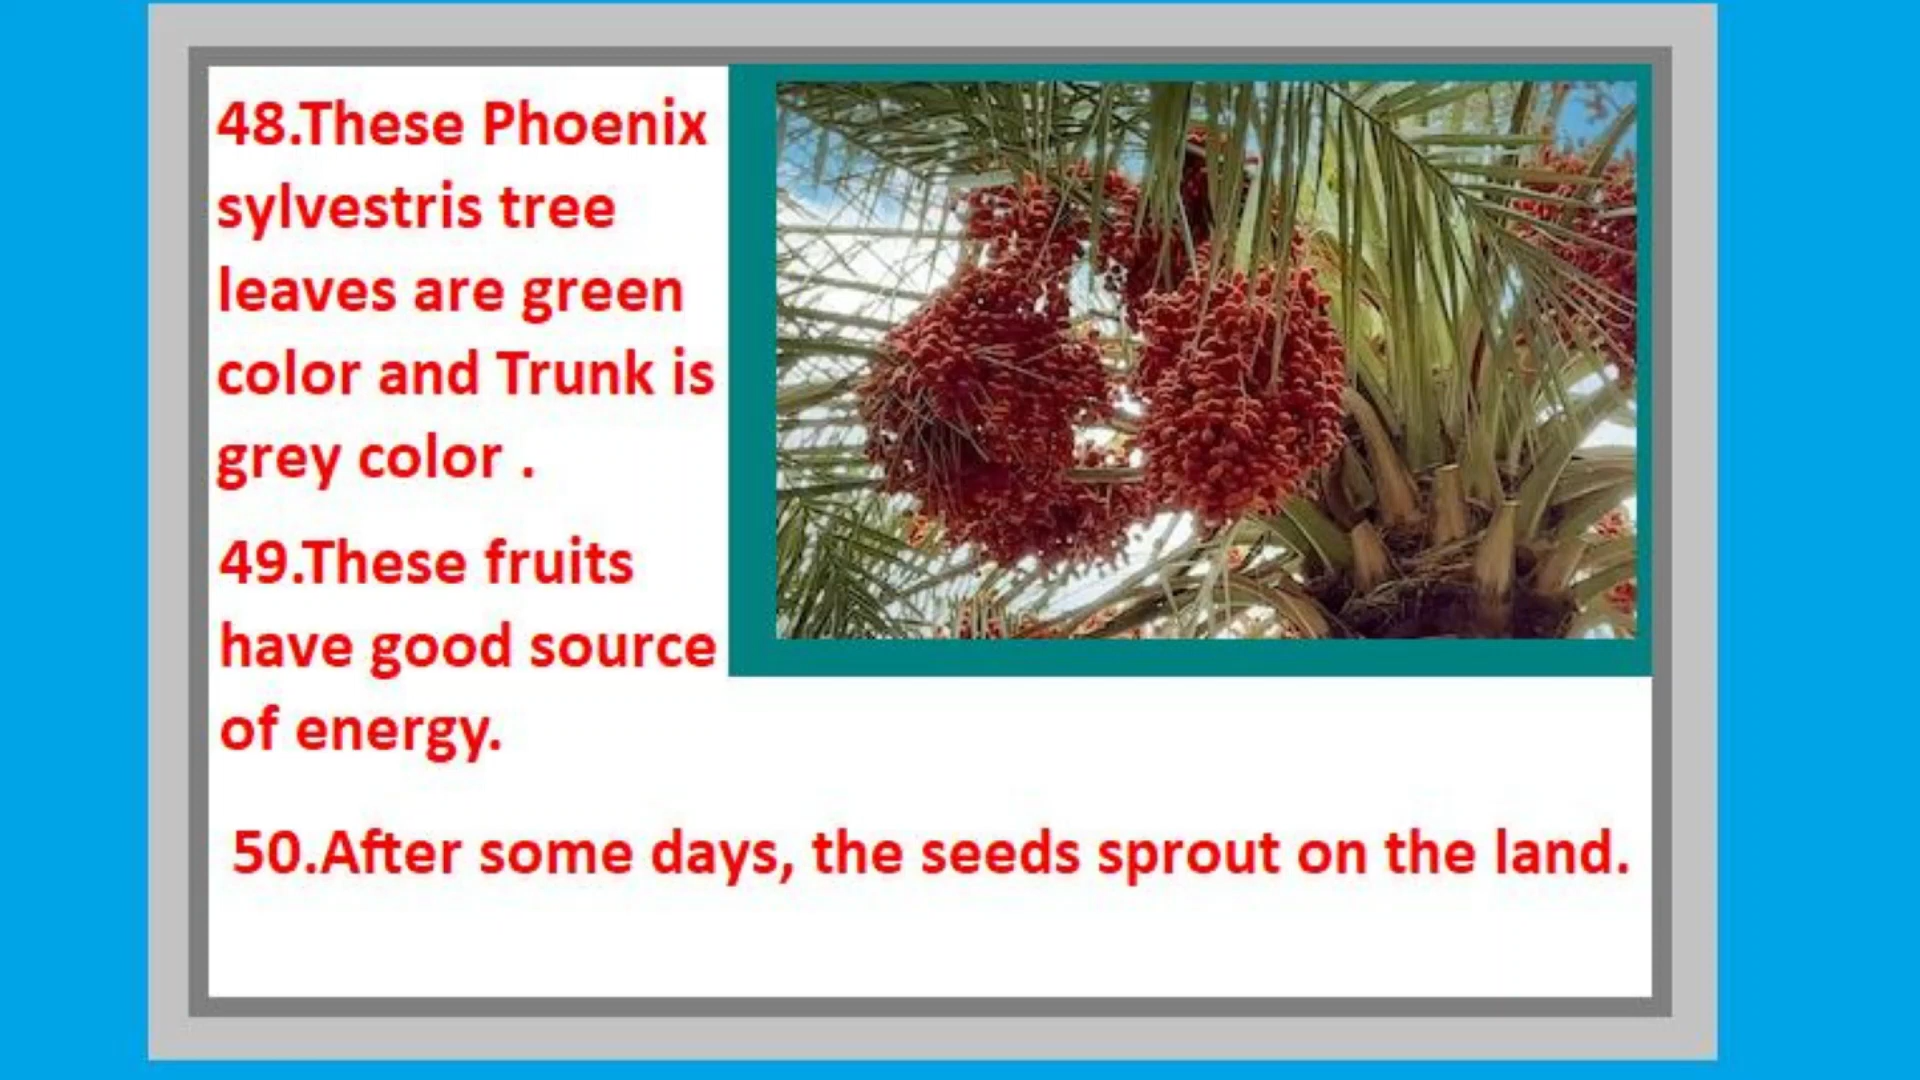 48.These Phoenix
sylvestris tree
leaves are green
color and Trunk is
grey color .
49.These fruits
have good source
of energy.
50.After some days, the seeds sprout on the land.